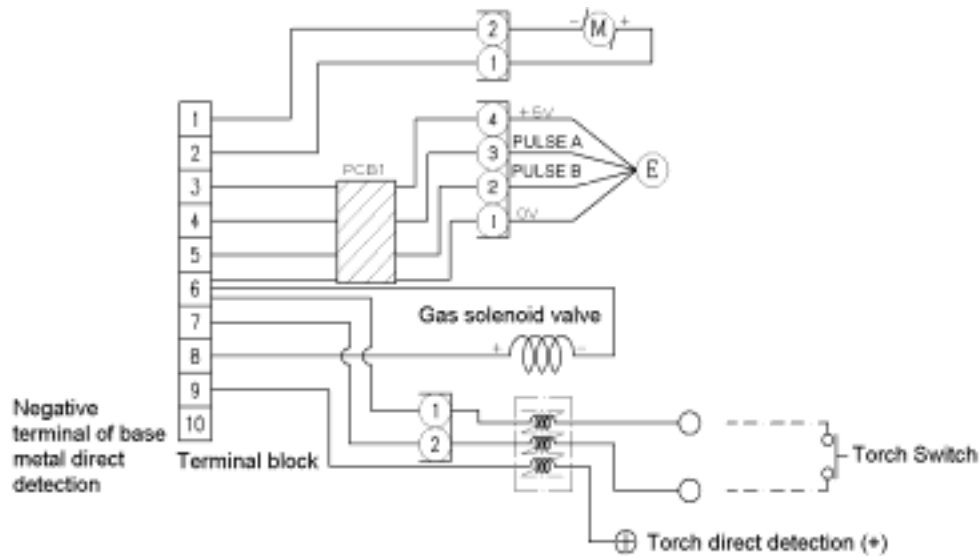 2
- M +
1
1
2
3
4
5
6
7
8
9
10
PCB1
4 +5V
3 PULSE A
2 PULSE B
1 0V
E
Gas solenoid valve
+ -
1
2
Negative
terminal of base
metal direct
detection
Terminal block
Torch Switch
Torch direct detection (+)